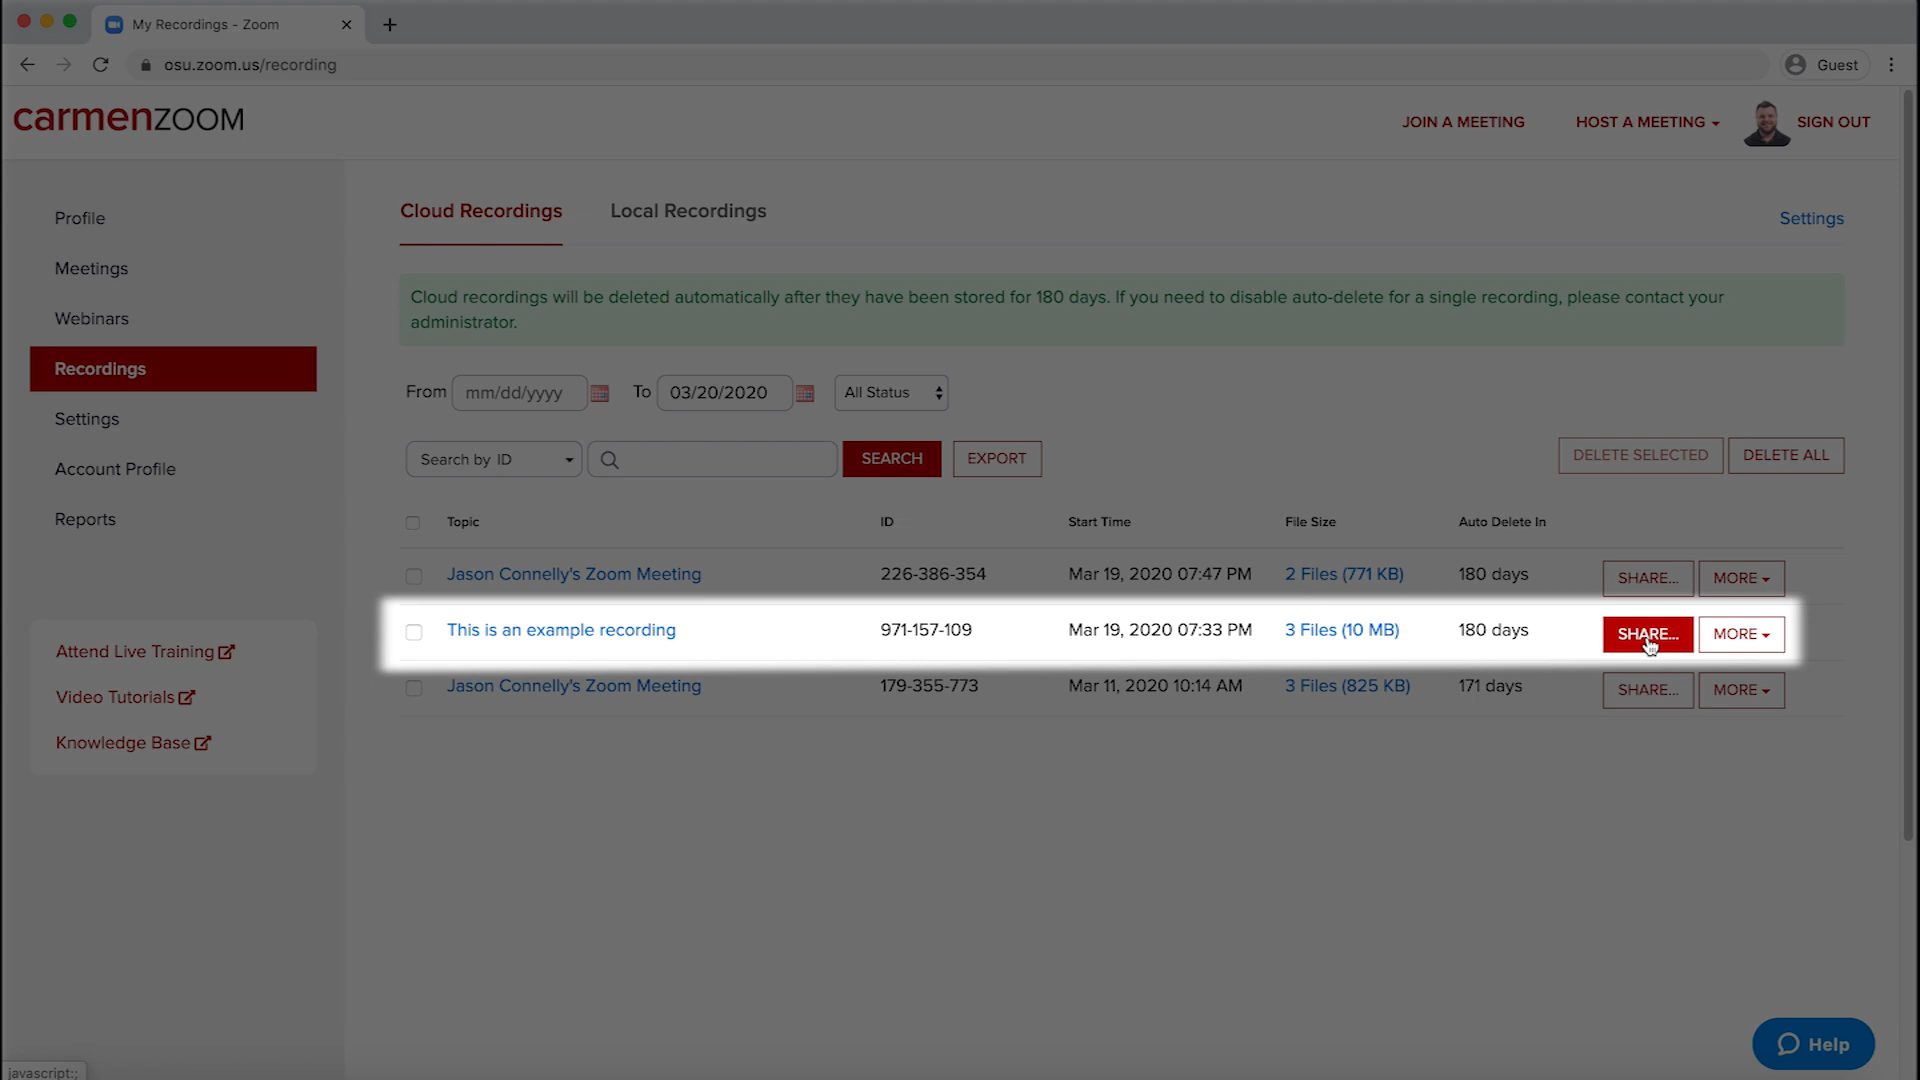 My Recordings - Zoom
osu.zoom.us/recording
Guest
carmenZOOM
JOIN A MEETING
HOST A MEETING
SIGN OUT
Profile
Meetings
Webinars
Recordings
Settings
Account Profile
Reports
Attend Live Training
Video Tutorials
Knowledge Base
Cloud Recordings
Local Recordings
Settings
Cloud recordings will be deleted automatically after they have been stored for 180 days. If you need to disable auto-delete for a single recording, please contact your
administrator.
From mm/dd/yyyy To 03/20/2020 All Status
Search by ID SEARCH EXPORT DELETE SELECTED DELETE ALL
Topic ID Start Time File Size Auto Delete In
Jason Connelly's Zoom Meeting 226-386-354 Mar 19, 2020 07:47 PM 2 Files (771 KB) 180 days SHARE... MORE
This is an example recording 971-157-109 Mar 19, 2020 07:33 PM 3 Files (10 MB) 180 days SHARE... MORE
Jason Connelly's Zoom Meeting 179-355-773 Mar 11, 2020 10:14 AM 3 Files (825 KB) 171 days SHARE... MORE
Help
javascript:;